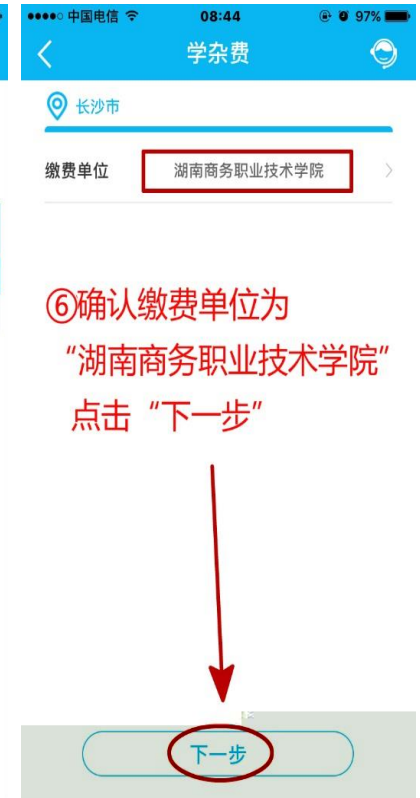 中国电信 08:44 97%
学杂费
长沙市
缴费单位 湖南商务职业技术学院
⑥确认缴费单位为
“湖南商务职业技术学院”
点击“下一步”
下一步